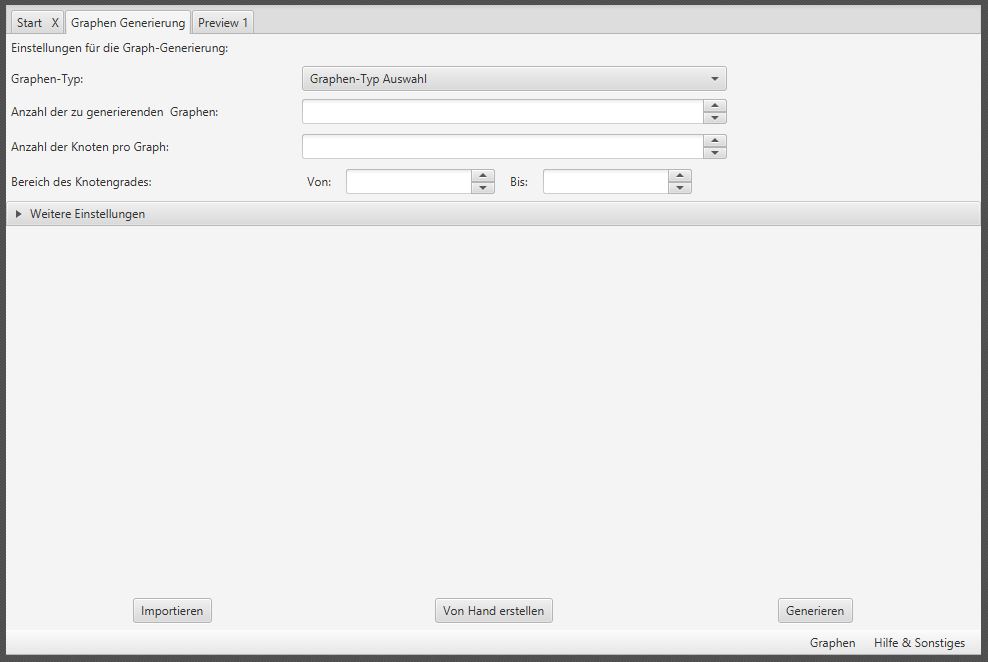 Start X Graphen Generierung Preview 1
Einstellungen für die Graph-Generierung:
Graphen-Typ: Graphen-Typ Auswahl
Anzahl der zu generierenden  Graphen:
Anzahl der Knoten pro Graph:
Bereich des Knotengrades: Von: Bis:
Weitere Einstellungen
Importieren Von Hand erstellen Generieren
Graphen Hilfe & Sonstiges